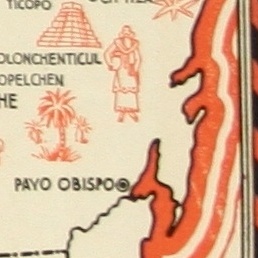 TICOPO
OLONCHENTICUL
OPELCHEN
HE
PAYO OBISPO